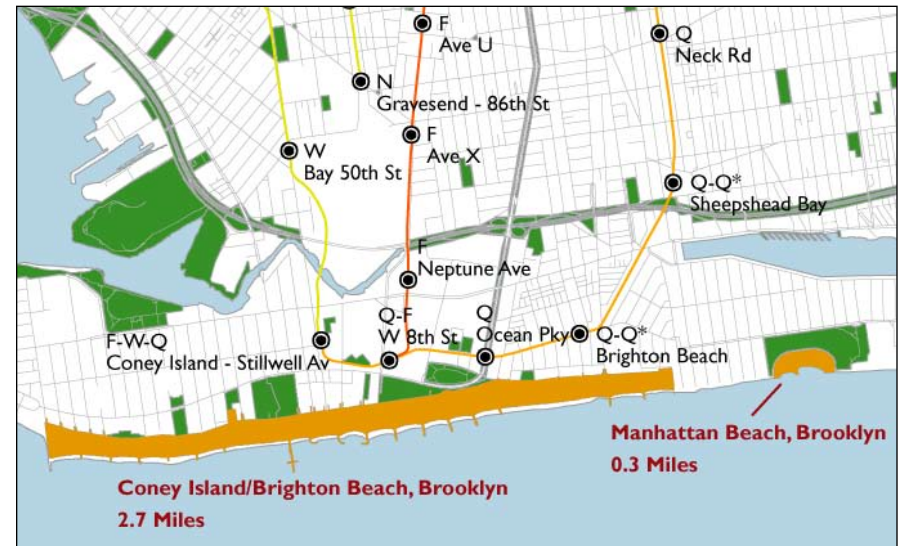 F
Ave U
Q
Neck Rd
N
Gravesend - 86th St
F
Ave X
W
Bay 50th St
Q-Q*
Sheepshead Bay
F
Neptune Ave
Q-F
W 8th St
Q
Ocean Pky
Q-Q*
Brighton Beach
F-W-Q
Coney Island - Stillwell Av
Manhattan Beach, Brooklyn
0.3 Miles
Coney Island/Brighton Beach, Brooklyn
2.7 Miles